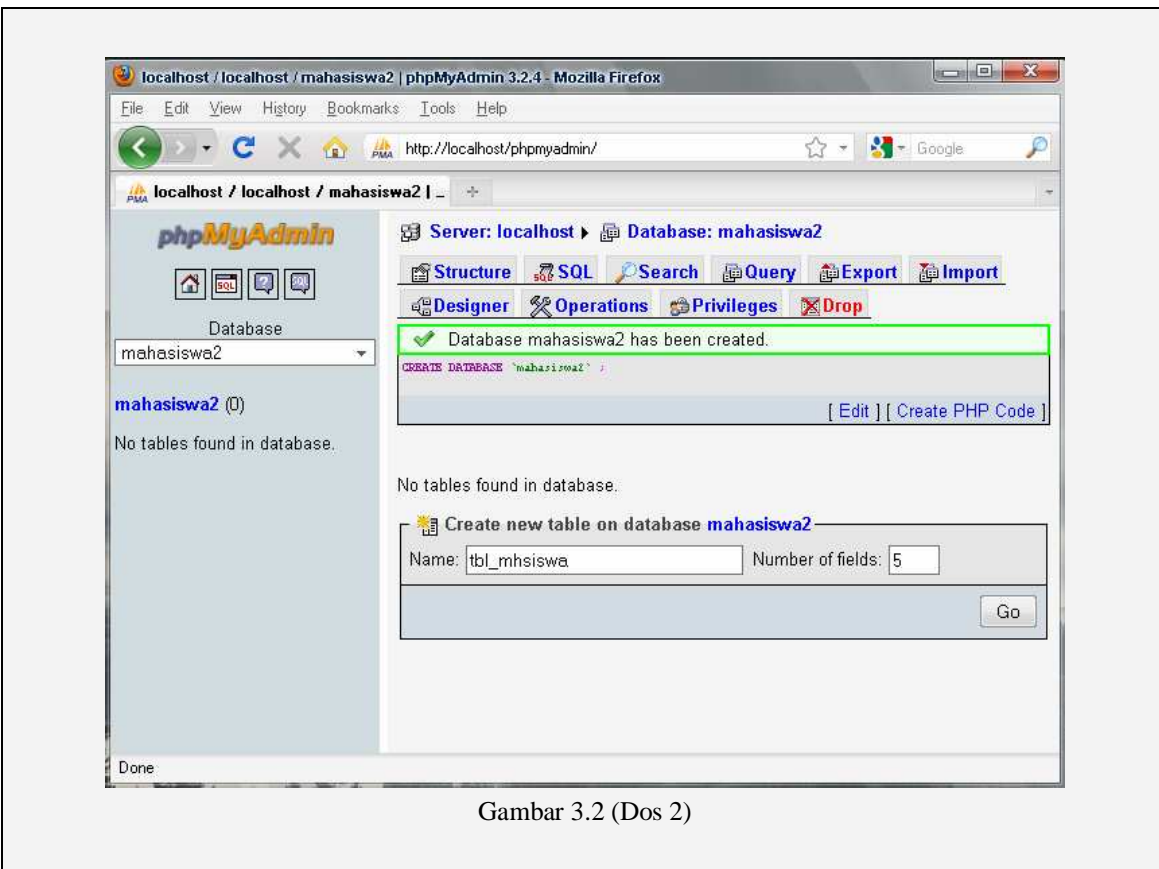 localhost / localhost / mahasiswa2 | phpMyAdmin 3.2.4 - Mozilla Firefox
File Edit View History Bookmarks Tools Help
PMA http://localhost/phpmyadmin/ Google
PMA localhost / localhost / mahasiswa2 | ...
phpMyAdmin
SQL ? SQL
Database
mahasiswa2
mahasiswa2 (0)
No tables found in database.
Server: localhost Database: mahasiswa2
Structure SQL Search Query Export Import
Designer Operations Privileges Drop
Database mahasiswa2 has been created.
CREATE DATABASE `mahasiswa2` ;
[ Edit ] [ Create PHP Code ]
No tables found in database.
Create new table on database mahasiswa2
Name: tbl_mhsiswa Number of fields: 5
Go
Done
Gambar 3.2 (Dos 2)